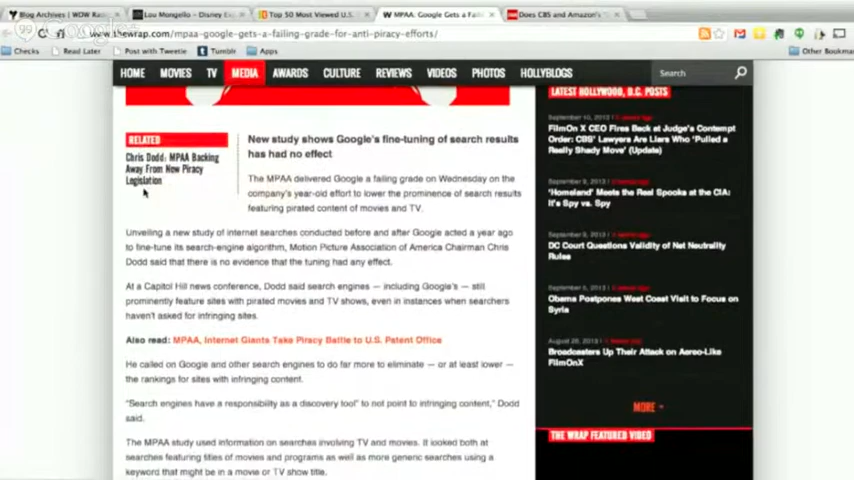 Blog Archives | WDW Ra
Lou Mongello - Disney E
Top 50 Most Viewed U.S.
MPAA: Google Gets a Fail
Does CBS and Amazon's
www.thewrap.com/mpaa-google-gets-a-failing-grade-for-anti-piracy-efforts/
Blog Checks
Read Later
Post with Tweetie
Tumblr
Apps
Other Bookmar
HOME MOVIES TV MEDIA AWARDS CULTURE REVIEWS VIDEOS PHOTOS HOLLYBLOGS
Search
RELATED
Chris Dodd: MPAA Backing
Away From New Piracy
Legislation
New study shows Google's fine-tuning of search results
has had no effect
The MPAA delivered Google a failing grade on Wednesday on the
company's year-old effort to lower the prominence of search results
featuring pirated content of movies and TV.
Unveiling a new study of internet searches conducted before and after Google acted a year ago
to fine-tune its search-engine algorithm, Motion Picture Association of America Chairman Chris
Dodd said that there is no evidence that the tuning had any effect.
At a Capitol Hill news conference, Dodd said search engines — including Google's — still
prominently feature sites with pirated movies and TV shows, even in instances when searchers
haven't asked for infringing sites.
Also read: MPAA, Internet Giants Take Piracy Battle to U.S. Patent Office
He called on Google and other search engines to do far more to eliminate — or at least lower —
the rankings for sites with infringing content.
"Search engines have a responsibility as a discovery tool" to not point to infringing content," Dodd
said.
The MPAA study used information on searches involving TV and movies. It looked both at
searches featuring titles of movies and programs as well as more generic searches using a
keyword that might be in a movie or TV show title.
LATEST HOLLYWOOD, D.C. POSTS
FilmOn X CEO Fires Back at Judge's Contempt
Order: CBS' Lawyers Are Liars Who 'Pulled a
Really Shady Move' (Update)
'Homeland' Meets the Real Spooks at the CIA:
It's Spy vs. Spy
DC Court Questions Validity of Net Neutrality
Rules
Obama Postpones West Coast Visit to Focus on
Syria
Broadcasters Up Their Attack on Aereo-Like
FilmOnX
MORE
THE WRAP FEATURED VIDEO